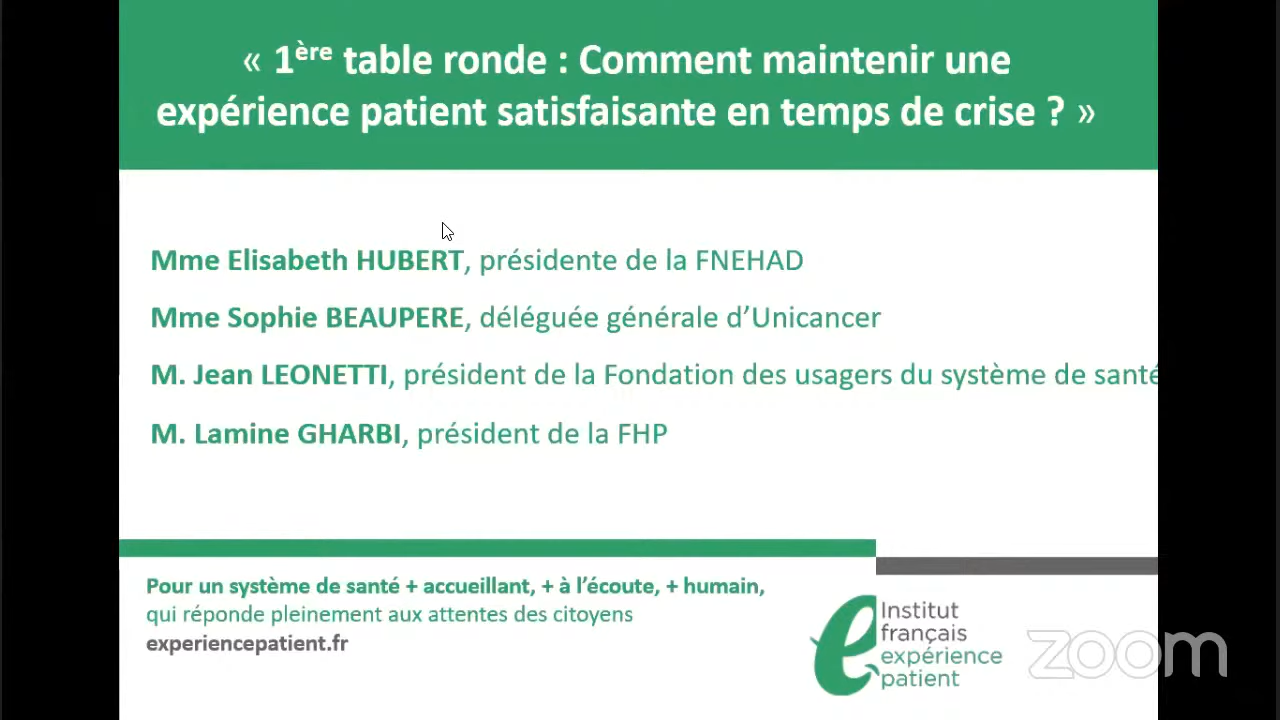 « 1ère table ronde : Comment maintenir une
expérience patient satisfaisante en temps de crise ? »
Mme Elisabeth HUBERT, présidente de la FNEHAD
Mme Sophie BEAUPERE, déléguée générale d’Unicancer
M. Jean LEONETTI, président de la Fondation des usagers du système de santé
M. Lamine GHARBI, président de la FHP
Pour un système de santé + accueillant, + à l’écoute, + humain,
qui réponde pleinement aux attentes des citoyens
experiencepatient.fr
Institut
français
expérience
patient
zoom